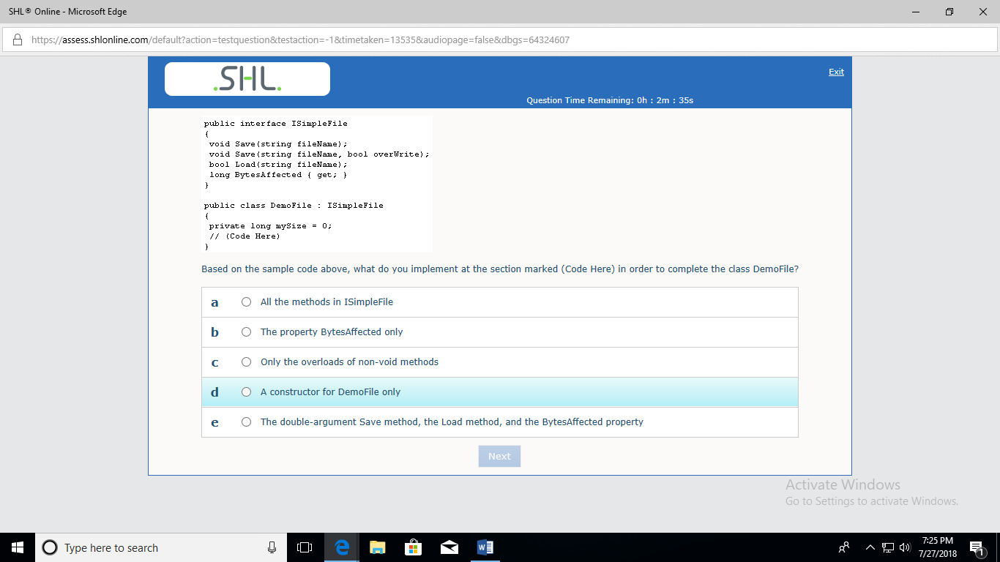 SHL® Online - Microsoft Edge
https://assess.shlonline.com/default?action=testquestion&testaction=-1&timetaken=13535&audiopage=false&dbgs=64324607
.SHL.
Exit
Question Time Remaining: 0h : 2m : 35s
public interface ISimpleFile
{
void Save(string fileName);
void Save(string fileName, bool overWrite);
bool Load(string fileName);
long BytesAffected { get; }
}
public class DemoFile : ISimpleFile
{
private long mySize = 0;
// (Code Here)
}
Based on the sample code above, what do you implement at the section marked (Code Here) in order to complete the class DemoFile?
a All the methods in ISimpleFile
b The property BytesAffected only
c Only the overloads of non-void methods
d A constructor for DemoFile only
e The double-argument Save method, the Load method, and the BytesAffected property
Next
Activate Windows
Go to Settings to activate Windows.
Type here to search
7:25 PM
7/27/2018
1